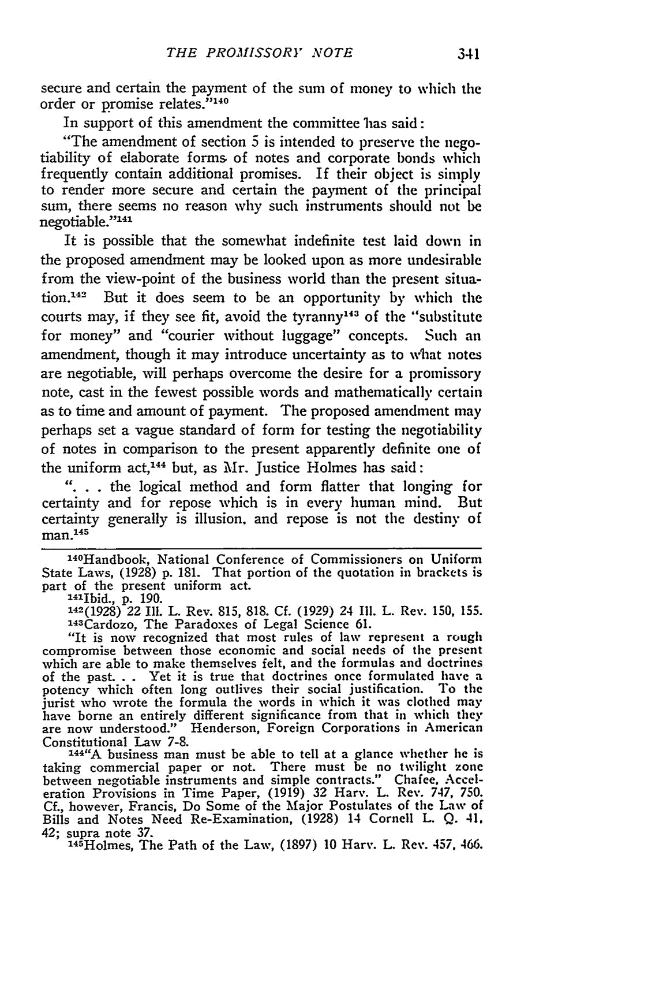 THE PROMISSORY NOTE 341
secure and certain the payment of the sum of money to which the
order or promise relates."¹⁴⁰
In support of this amendment the committee has said:
"The amendment of section 5 is intended to preserve the nego-
tiability of elaborate forms of notes and corporate bonds which
frequently contain additional promises. If their object is simply
to render more secure and certain the payment of the principal
sum, there seems no reason why such instruments should not be
negotiable."¹⁴¹
It is possible that the somewhat indefinite test laid down in
the proposed amendment may be looked upon as more undesirable
from the view-point of the business world than the present situa-
tion.¹⁴² But it does seem to be an opportunity by which the
courts may, if they see fit, avoid the tyranny¹⁴³ of the "substitute
for money" and "courier without luggage" concepts. Such an
amendment, though it may introduce uncertainty as to what notes
are negotiable, will perhaps overcome the desire for a promissory
note, cast in the fewest possible words and mathematically certain
as to time and amount of payment. The proposed amendment may
perhaps set a vague standard of form for testing the negotiability
of notes in comparison to the present apparently definite one of
the uniform act,¹⁴⁴ but, as Mr. Justice Holmes has said:
". . . the logical method and form flatter that longing for
certainty and for repose which is in every human mind. But
certainty generally is illusion, and repose is not the destiny of
man.¹⁴⁵
¹⁴⁰Handbook, National Conference of Commissioners on Uniform
State Laws, (1928) p. 181. That portion of the quotation in brackets is
part of the present uniform act.
¹⁴¹Ibid., p. 190.
¹⁴²(1928) 22 Ill. L. Rev. 815, 818. Cf. (1929) 24 Ill. L. Rev. 150, 155.
¹⁴³Cardozo, The Paradoxes of Legal Science 61.
"It is now recognized that most rules of law represent a rough
compromise between those economic and social needs of the present
which are able to make themselves felt, and the formulas and doctrines
of the past. . . Yet it is true that doctrines once formulated have a
potency which often long outlives their social justification. To the
jurist who wrote the formula the words in which it was clothed may
have borne an entirely different significance from that in which they
are now understood." Henderson, Foreign Corporations in American
Constitutional Law 7-8.
¹⁴⁴"A business man must be able to tell at a glance whether he is
taking commercial paper or not. There must be no twilight zone
between negotiable instruments and simple contracts." Chafee, Accel-
eration Provisions in Time Paper, (1919) 32 Harv. L. Rev. 747, 750.
Cf., however, Francis, Do Some of the Major Postulates of the Law of
Bills and Notes Need Re-Examination, (1928) 14 Cornell L. Q. 41,
42; supra note 37.
¹⁴⁵Holmes, The Path of the Law, (1897) 10 Harv. L. Rev. 457, 466.